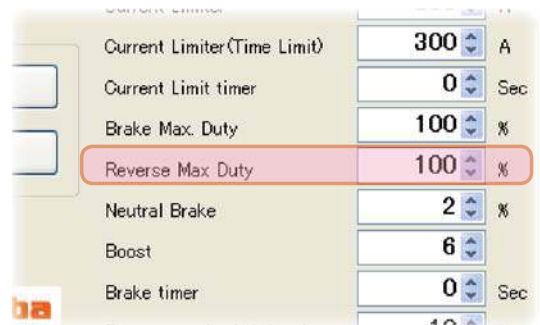 Current Limiter(Time Limit) 300 A
Current Limit timer 0 Sec
Brake Max. Duty 100 %
Reverse Max Duty 100 %
Neutral Brake 2 %
Boost 6
Brake timer 0 Sec
ba